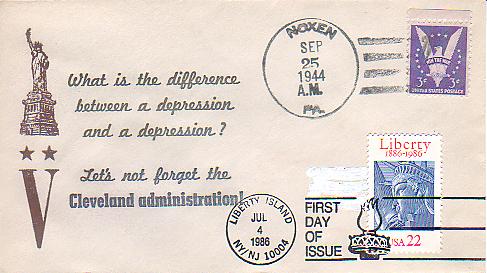 What is the difference
between a depression
and a depression?
Let's not forget the
Cleveland administration!
V
NOXEN
SEP
25
1944
A.M.
PA.
WIN THE WAR
3¢ 3¢
UNITED STATES POSTAGE
Liberty
1886-1986
USA 22
LIBERTY ISLAND
JUL
4
1986
NY/NJ 10004
FIRST
DAY
OF
ISSUE